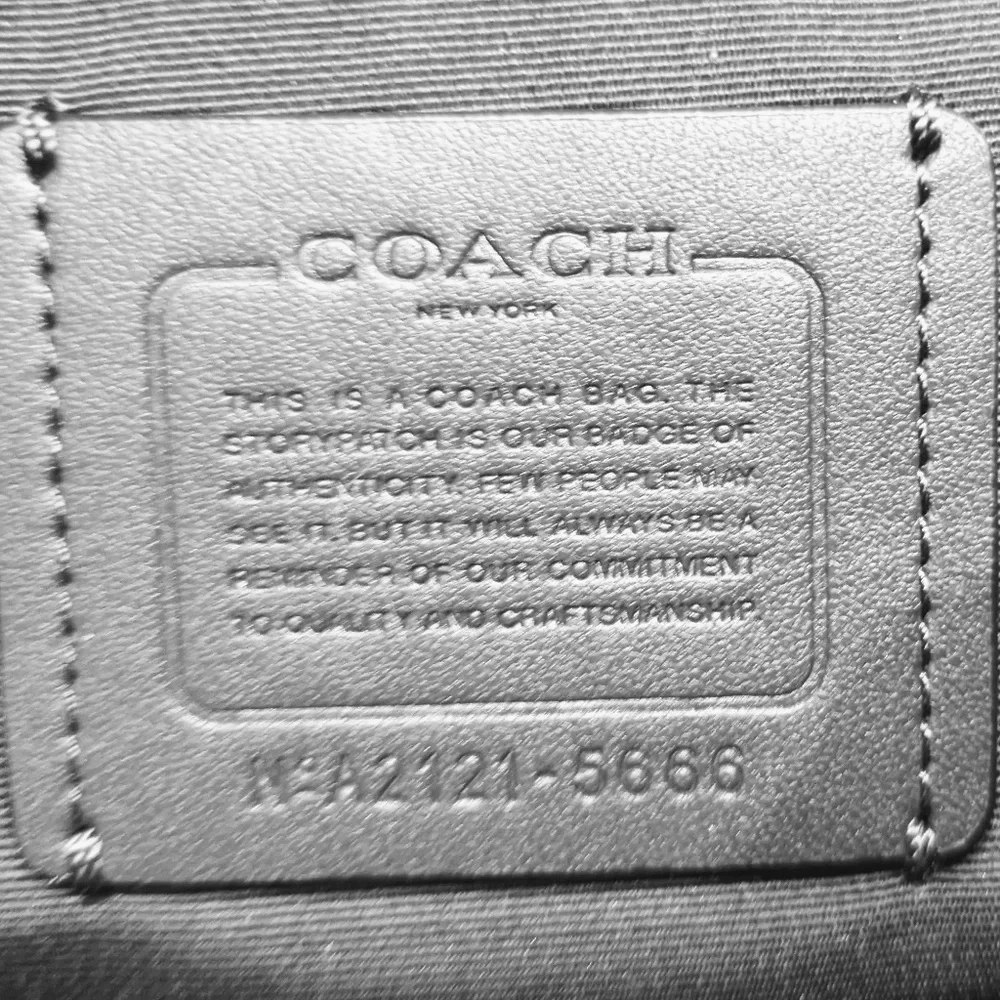 COACH
NEW YORK
THIS IS A COACH BAG. THE
STORYPATCH IS OUR BADGE OF
AUTHENTICITY. FEW PEOPLE MAY
SEE IT. BUT IT WILL ALWAYS BE A
REMINDER OF OUR COMMITMENT
TO QUALITY AND CRAFTSMANSHIP.
Nº A2121-5666